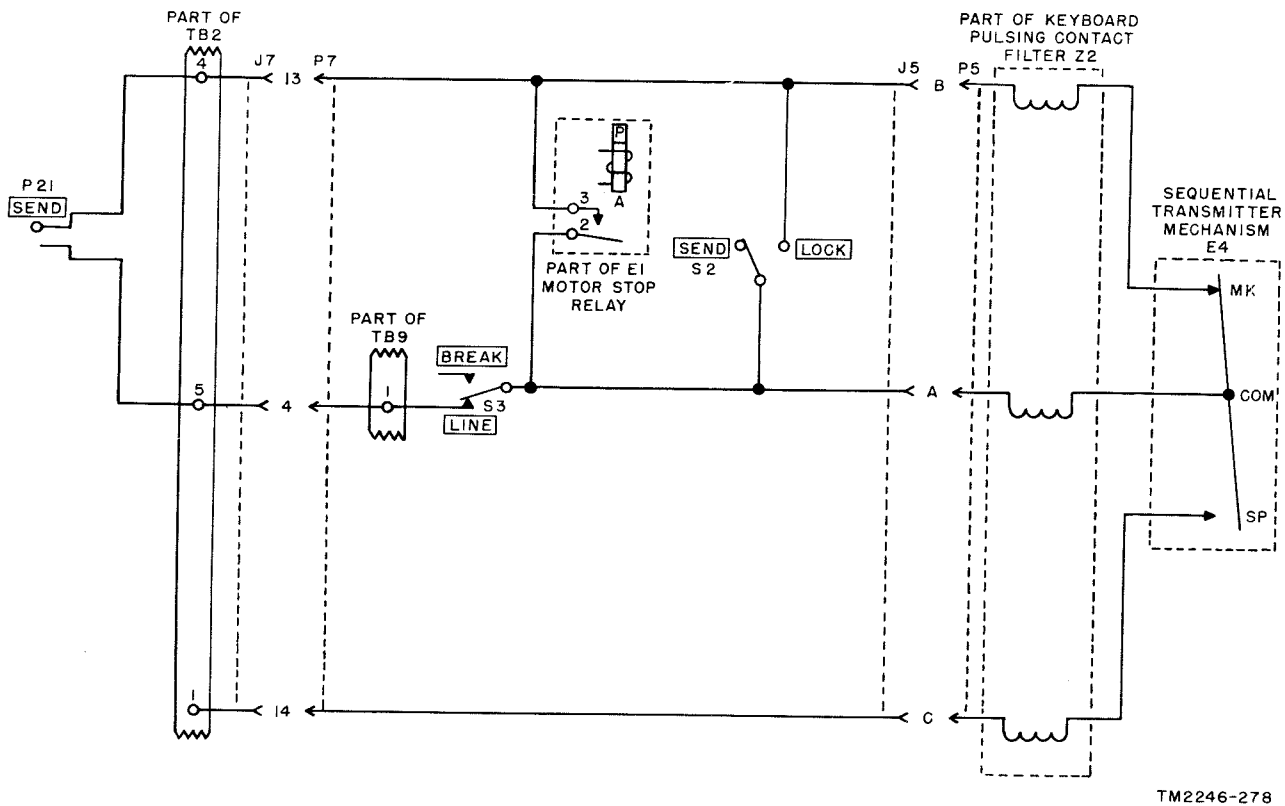 PART OF
TB2
4
J7
13
P7
PART OF KEYBOARD
PULSING CONTACT
FILTER Z2
J5
B
P5
P
A
3
2
PART OF E1
MOTOR STOP
RELAY
P21
SEND
SEND
S2
LOCK
SEQUENTIAL
TRANSMITTER
MECHANISM
E4
MK
COM
SP
PART OF
TB9
1
BREAK
S3
LINE
5
4
A
1
14
C
TM2246-278